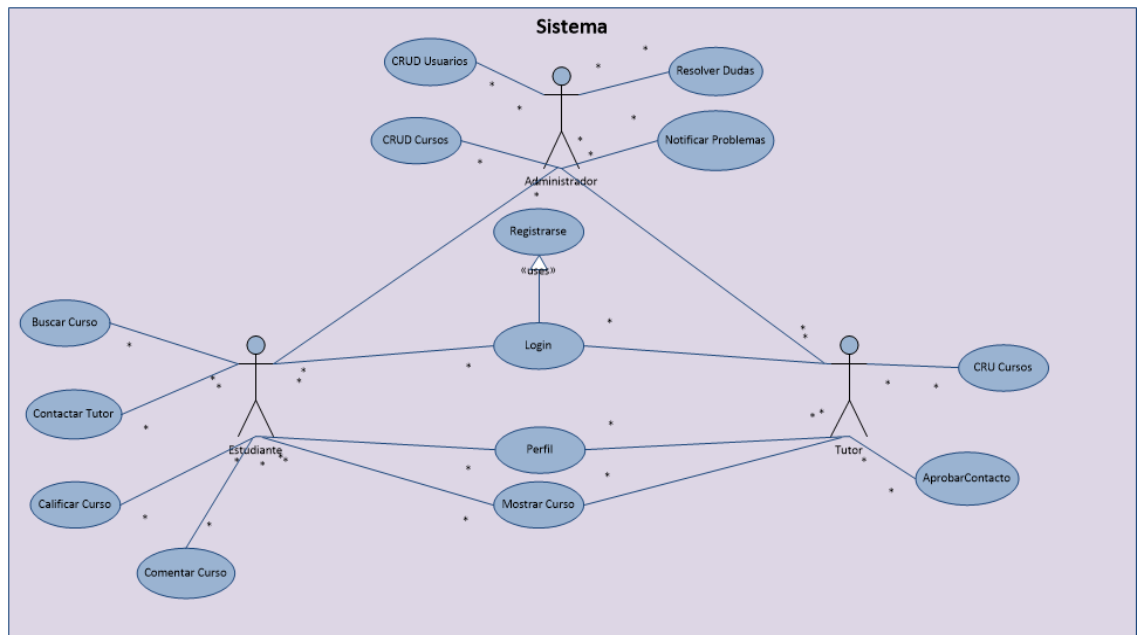 Sistema
CRUD Usuarios
Resolver Dudas
CRUD Cursos
Notificar Problemas
Administrador
Registrarse
«uses»
Buscar Curso
Login
CRU Cursos
Contactar Tutor
Estudiante
Perfil
Tutor
AprobarContacto
Calificar Curso
Mostrar Curso
Comentar Curso